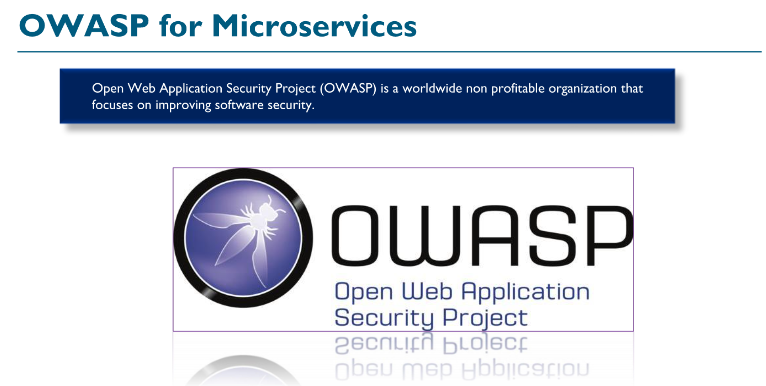 OWASP for Microservices
Open Web Application Security Project (OWASP) is a worldwide non profitable organization that
focuses on improving software security.
OWASP
Open Web Application
Security Project